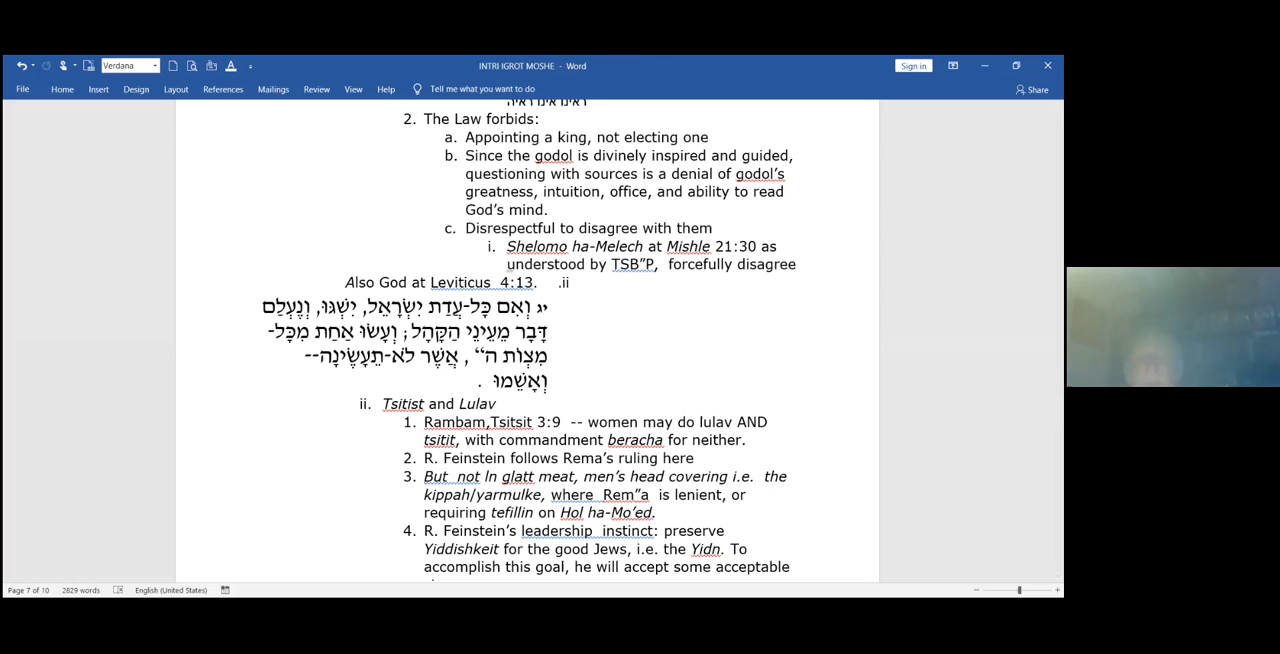 Verdana
INTRI IGROT MOSHE - Word
Sign in
File Home Insert Design Layout References Mailings Review View Help Tell me what you want to do Share
2. The Law forbids:
a. Appointing a king, not electing one
b. Since the godol is divinely inspired and guided,
questioning with sources is a denial of godol's
greatness, intuition, office, and ability to read
God's mind.
c. Disrespectful to disagree with them
i. Shelomo ha-Melech at Mishle 21:30 as
understood by TSB"P, forcefully disagree
Also God at Leviticus 4:13. .ii
יג וְאִם כָּל-עֲדַת יִשְׂרָאֵל, יִשְׁגּוּ, וְנֶעְלַם
דָּבָר מֵעֵינֵי הַקָּהָל; וְעָשׂוּ אַחַת מִכָּל-
מִצְוֺת ה“ , אֲשֶׁר לֹא-תֵעָשֶׂינָה--
וְאָשֵׁמוּ .
ii. Tsitist and Lulav
1. Rambam,Tsitsit 3:9 -- women may do lulav AND
tsitit, with commandment beracha for neither.
2. R. Feinstein follows Rema's ruling here
3. But not In glatt meat, men's head covering i.e. the
kippah/yarmulke, where Rem"a is lenient, or
requiring tefillin on Hol ha-Mo'ed.
4. R. Feinstein's leadership instinct: preserve
Yiddishkeit for the good Jews, i.e. the Yidn. To
accomplish this goal, he will accept some acceptable
Page 7 of 10 2829 words English (United States)